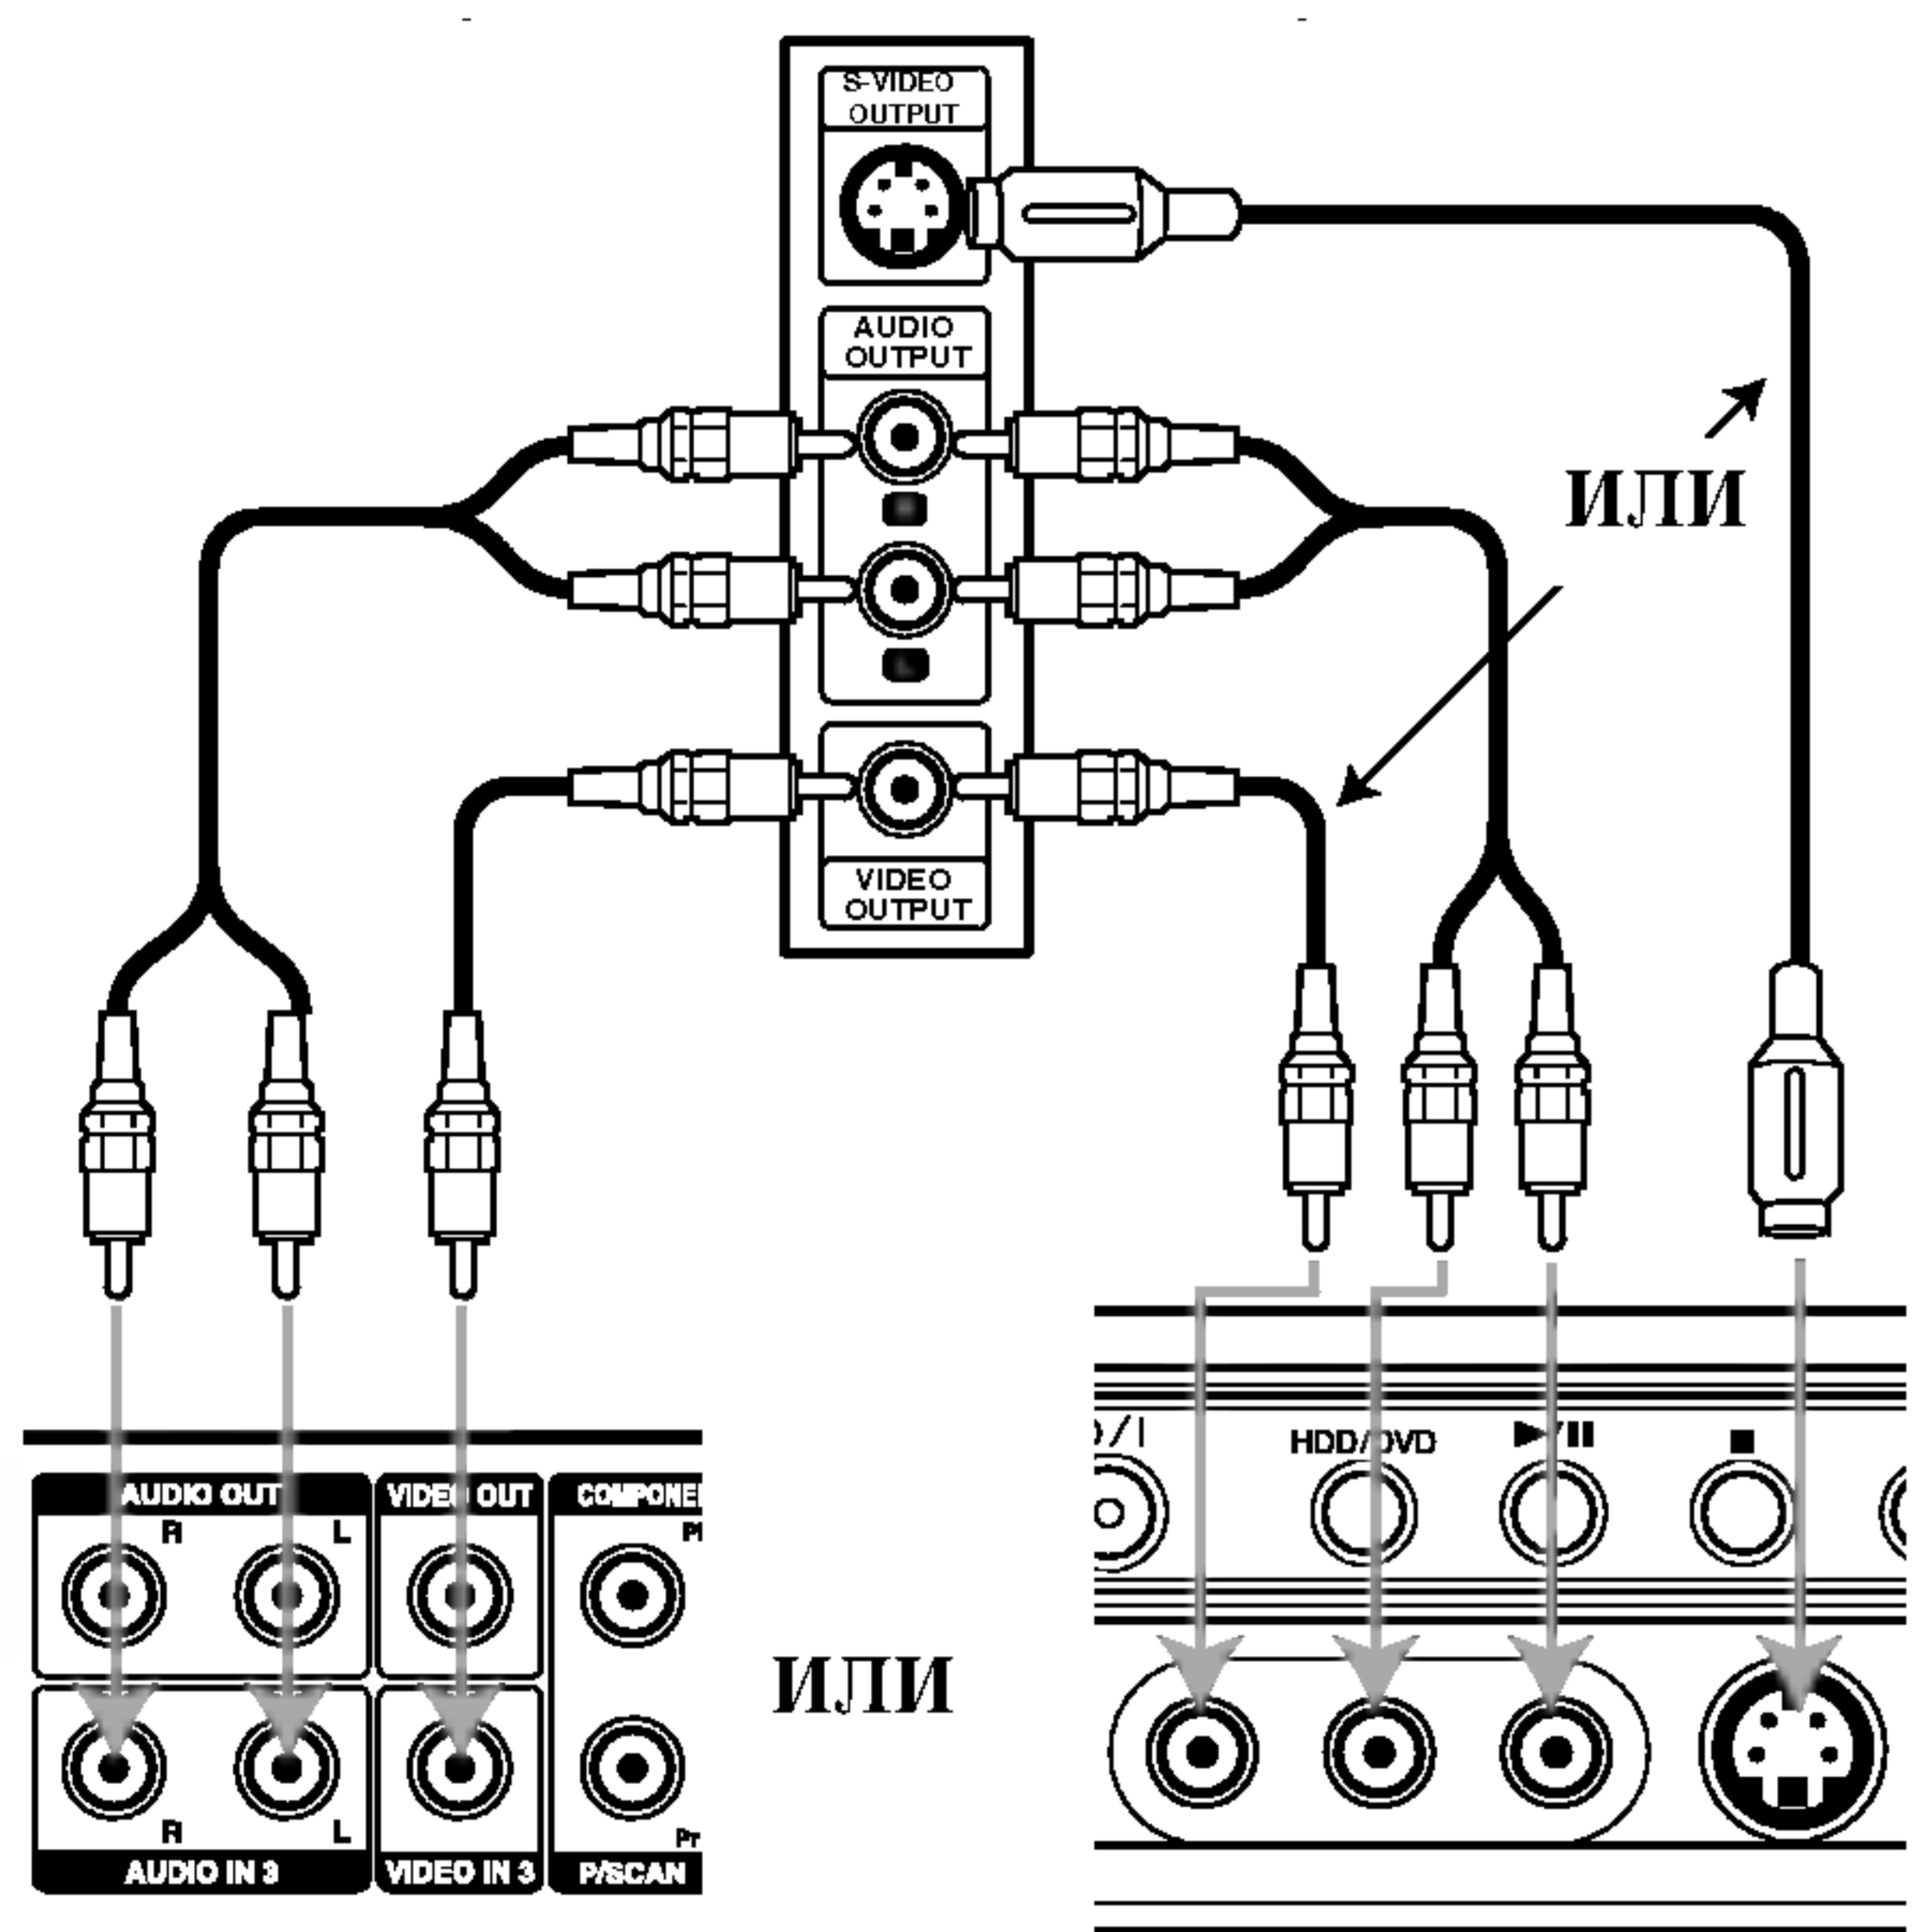 S-VIDEO
OUTPUT
AUDIO
OUTPUT
L
VIDEO
OUTPUT
ИЛИ
AUDIO OUT
R L
VIDEO OUT
R L
AUDIO IN 3
VIDEO IN 3
Pr
P/SCAN
ИЛИ
HDD/DVD